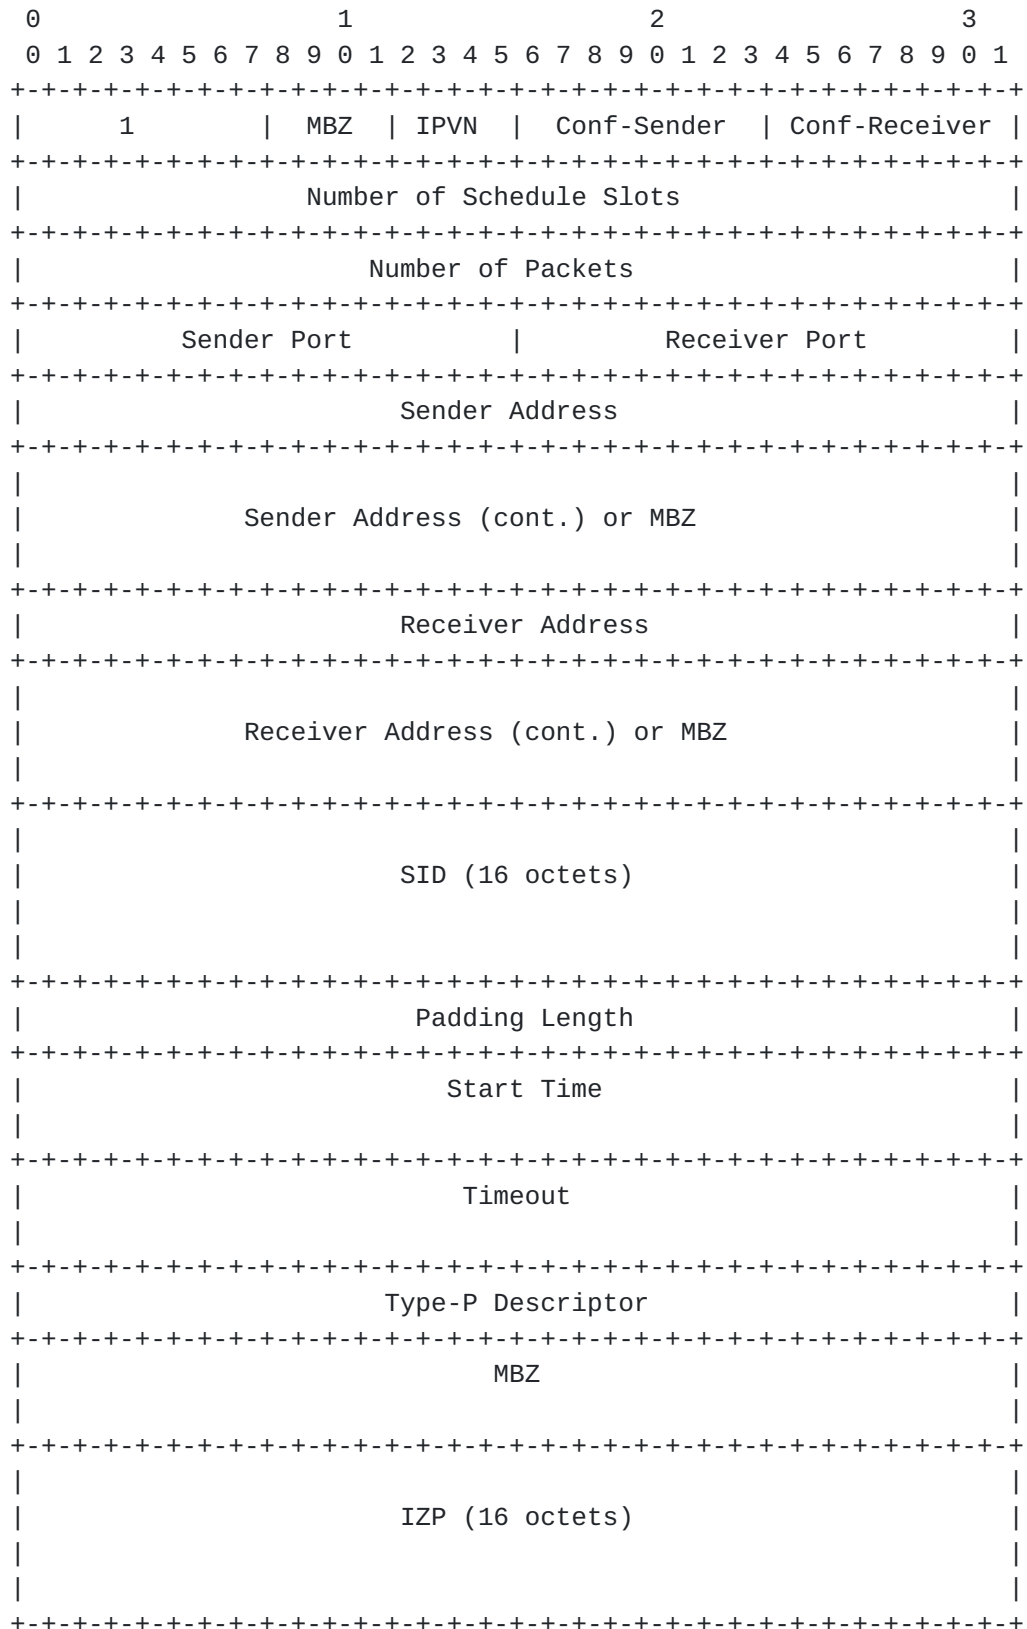 0                   1                   2                   3
 0 1 2 3 4 5 6 7 8 9 0 1 2 3 4 5 6 7 8 9 0 1 2 3 4 5 6 7 8 9 0 1
+-+-+-+-+-+-+-+-+-+-+-+-+-+-+-+-+-+-+-+-+-+-+-+-+-+-+-+-+-+-+-+-+
|      1        |  MBZ  | IPVN  |  Conf-Sender  | Conf-Receiver |
+-+-+-+-+-+-+-+-+-+-+-+-+-+-+-+-+-+-+-+-+-+-+-+-+-+-+-+-+-+-+-+-+
|                  Number of Schedule Slots                     |
+-+-+-+-+-+-+-+-+-+-+-+-+-+-+-+-+-+-+-+-+-+-+-+-+-+-+-+-+-+-+-+-+
|                      Number of Packets                        |
+-+-+-+-+-+-+-+-+-+-+-+-+-+-+-+-+-+-+-+-+-+-+-+-+-+-+-+-+-+-+-+-+
|          Sender Port          |         Receiver Port         |
+-+-+-+-+-+-+-+-+-+-+-+-+-+-+-+-+-+-+-+-+-+-+-+-+-+-+-+-+-+-+-+-+
|                        Sender Address                         |
+-+-+-+-+-+-+-+-+-+-+-+-+-+-+-+-+-+-+-+-+-+-+-+-+-+-+-+-+-+-+-+-+
|                                                               |
|              Sender Address (cont.) or MBZ                    |
|                                                               |
+-+-+-+-+-+-+-+-+-+-+-+-+-+-+-+-+-+-+-+-+-+-+-+-+-+-+-+-+-+-+-+-+
|                        Receiver Address                       |
+-+-+-+-+-+-+-+-+-+-+-+-+-+-+-+-+-+-+-+-+-+-+-+-+-+-+-+-+-+-+-+-+
|                                                               |
|              Receiver Address (cont.) or MBZ                  |
|                                                               |
+-+-+-+-+-+-+-+-+-+-+-+-+-+-+-+-+-+-+-+-+-+-+-+-+-+-+-+-+-+-+-+-+
|                                                               |
|                        SID (16 octets)                        |
|                                                               |
|                                                               |
+-+-+-+-+-+-+-+-+-+-+-+-+-+-+-+-+-+-+-+-+-+-+-+-+-+-+-+-+-+-+-+-+
|                         Padding Length                        |
+-+-+-+-+-+-+-+-+-+-+-+-+-+-+-+-+-+-+-+-+-+-+-+-+-+-+-+-+-+-+-+-+
|                           Start Time                          |
|                                                               |
+-+-+-+-+-+-+-+-+-+-+-+-+-+-+-+-+-+-+-+-+-+-+-+-+-+-+-+-+-+-+-+-+
|                            Timeout                            |
|                                                               |
+-+-+-+-+-+-+-+-+-+-+-+-+-+-+-+-+-+-+-+-+-+-+-+-+-+-+-+-+-+-+-+-+
|                       Type-P Descriptor                       |
+-+-+-+-+-+-+-+-+-+-+-+-+-+-+-+-+-+-+-+-+-+-+-+-+-+-+-+-+-+-+-+-+
|                              MBZ                              |
|                                                               |
+-+-+-+-+-+-+-+-+-+-+-+-+-+-+-+-+-+-+-+-+-+-+-+-+-+-+-+-+-+-+-+-+
|                                                               |
|                        IZP (16 octets)                        |
|                                                               |
|                                                               |
+-+-+-+-+-+-+-+-+-+-+-+-+-+-+-+-+-+-+-+-+-+-+-+-+-+-+-+-+-+-+-+-+